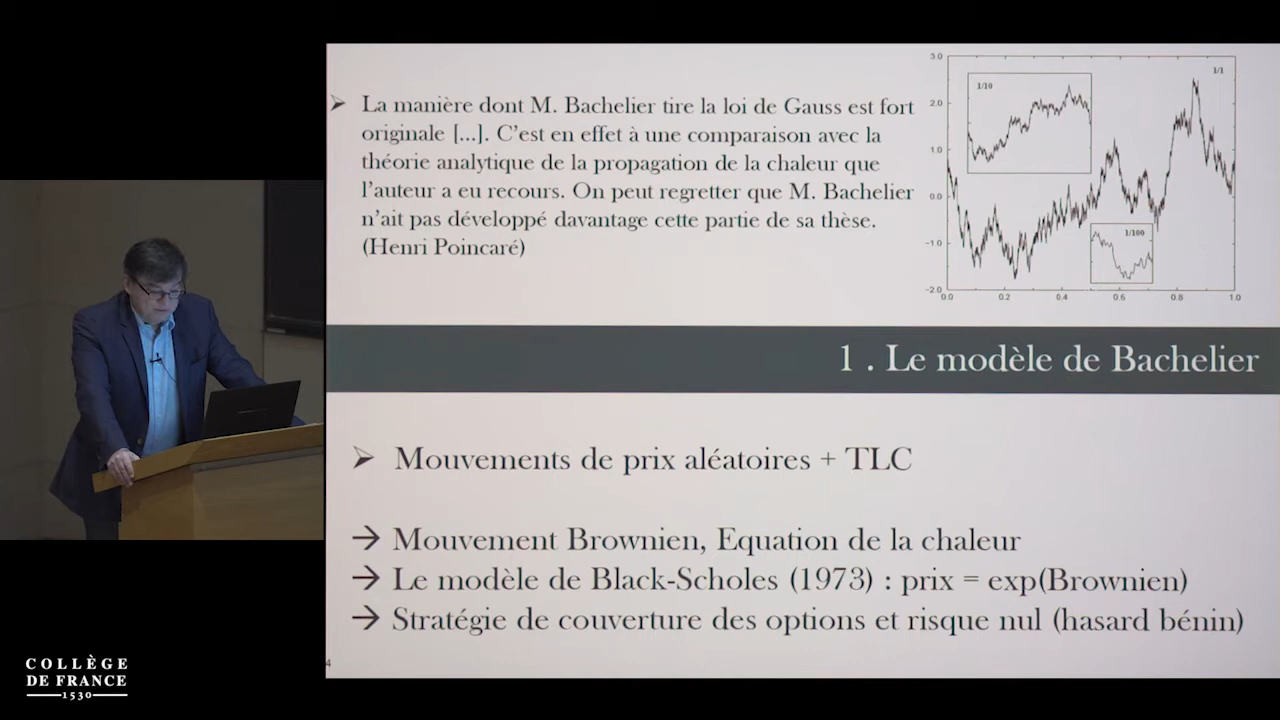 La manière dont M. Bachelier tire la loi de Gauss est fort
originale [...]. C'est en effet à une comparaison avec la
théorie analytique de la propagation de la chaleur que
l'auteur a eu recours. On peut regretter que M. Bachelier
n'ait pas développé davantage cette partie de sa thèse.
(Henri Poincaré)
3.0
2.0
1.0
0.0
−1.0
−2.0
0.0 0.2 0.4 0.6 0.8 1.0
1/1
1/10
1/100
1 . Le modèle de Bachelier
Mouvements de prix aléatoires + TLC
→ Mouvement Brownien, Equation de la chaleur
→ Le modèle de Black-Scholes (1973) : prix = exp(Brownien)
→ Stratégie de couverture des options et risque nul (hasard bénin)
4
COLLÈGE
DE FRANCE
1530